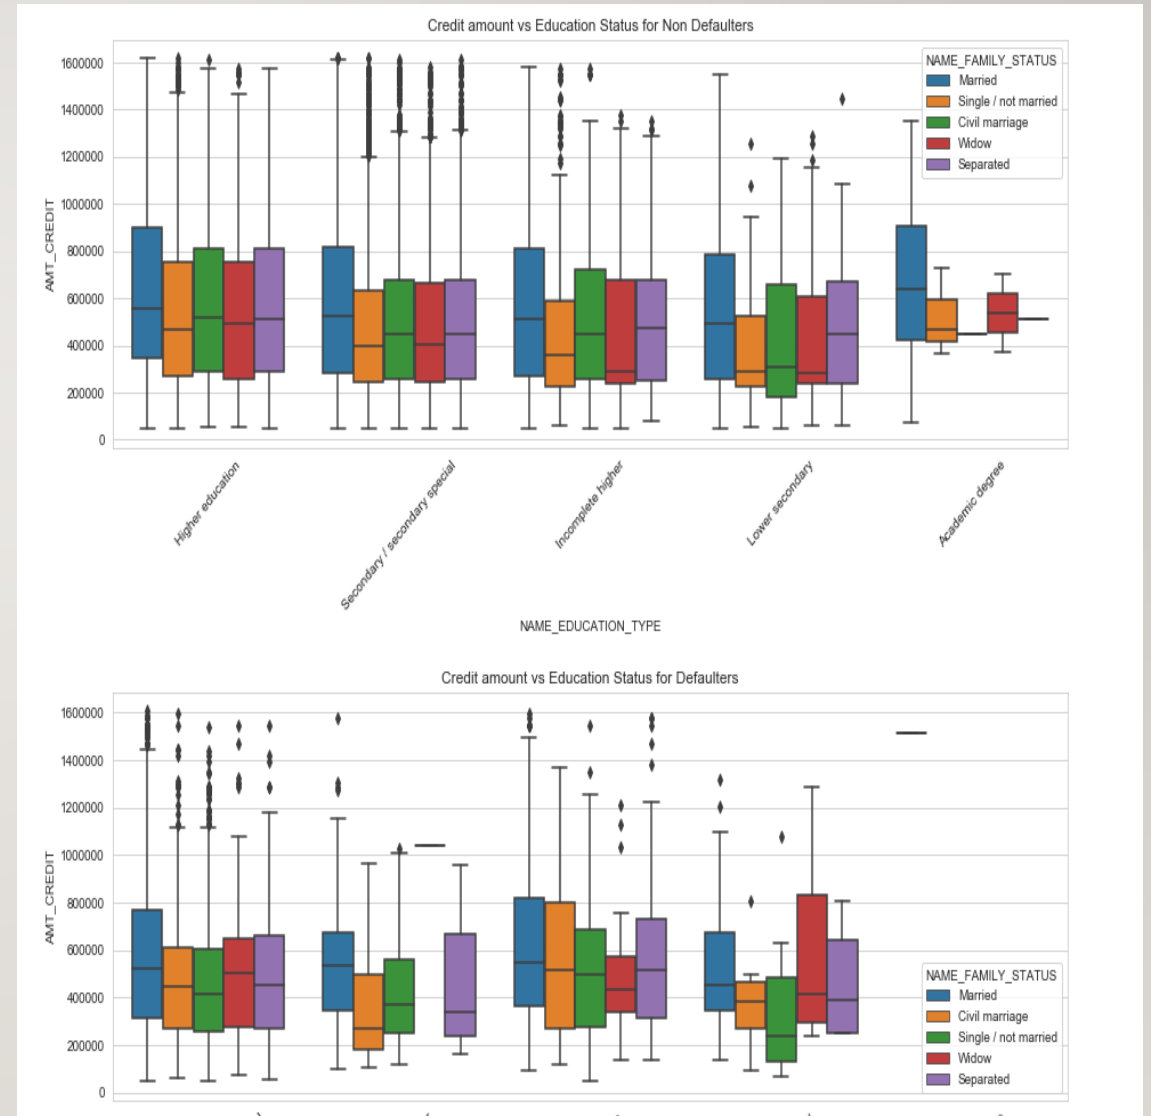 Credit amount vs Education Status for Non Defaulters
NAME_FAMILY_STATUS
Married
Single / not married
Civil marriage
Widow
Separated
AMT_CREDIT
1600000
1400000
1200000
1000000
800000
600000
400000
200000
0
Higher education
Secondary / secondary special
Incomplete higher
Lower secondary
Academic degree
NAME_EDUCATION_TYPE
Credit amount vs Education Status for Defaulters
AMT_CREDIT
1600000
1400000
1200000
1000000
800000
600000
400000
200000
0
NAME_FAMILY_STATUS
Married
Civil marriage
Single / not married
Widow
Separated